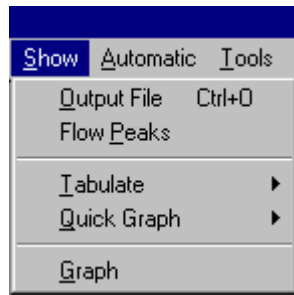 Show Automatic Tools
Output File Ctrl+O
Flow Peaks
Tabulate
Quick Graph
Graph